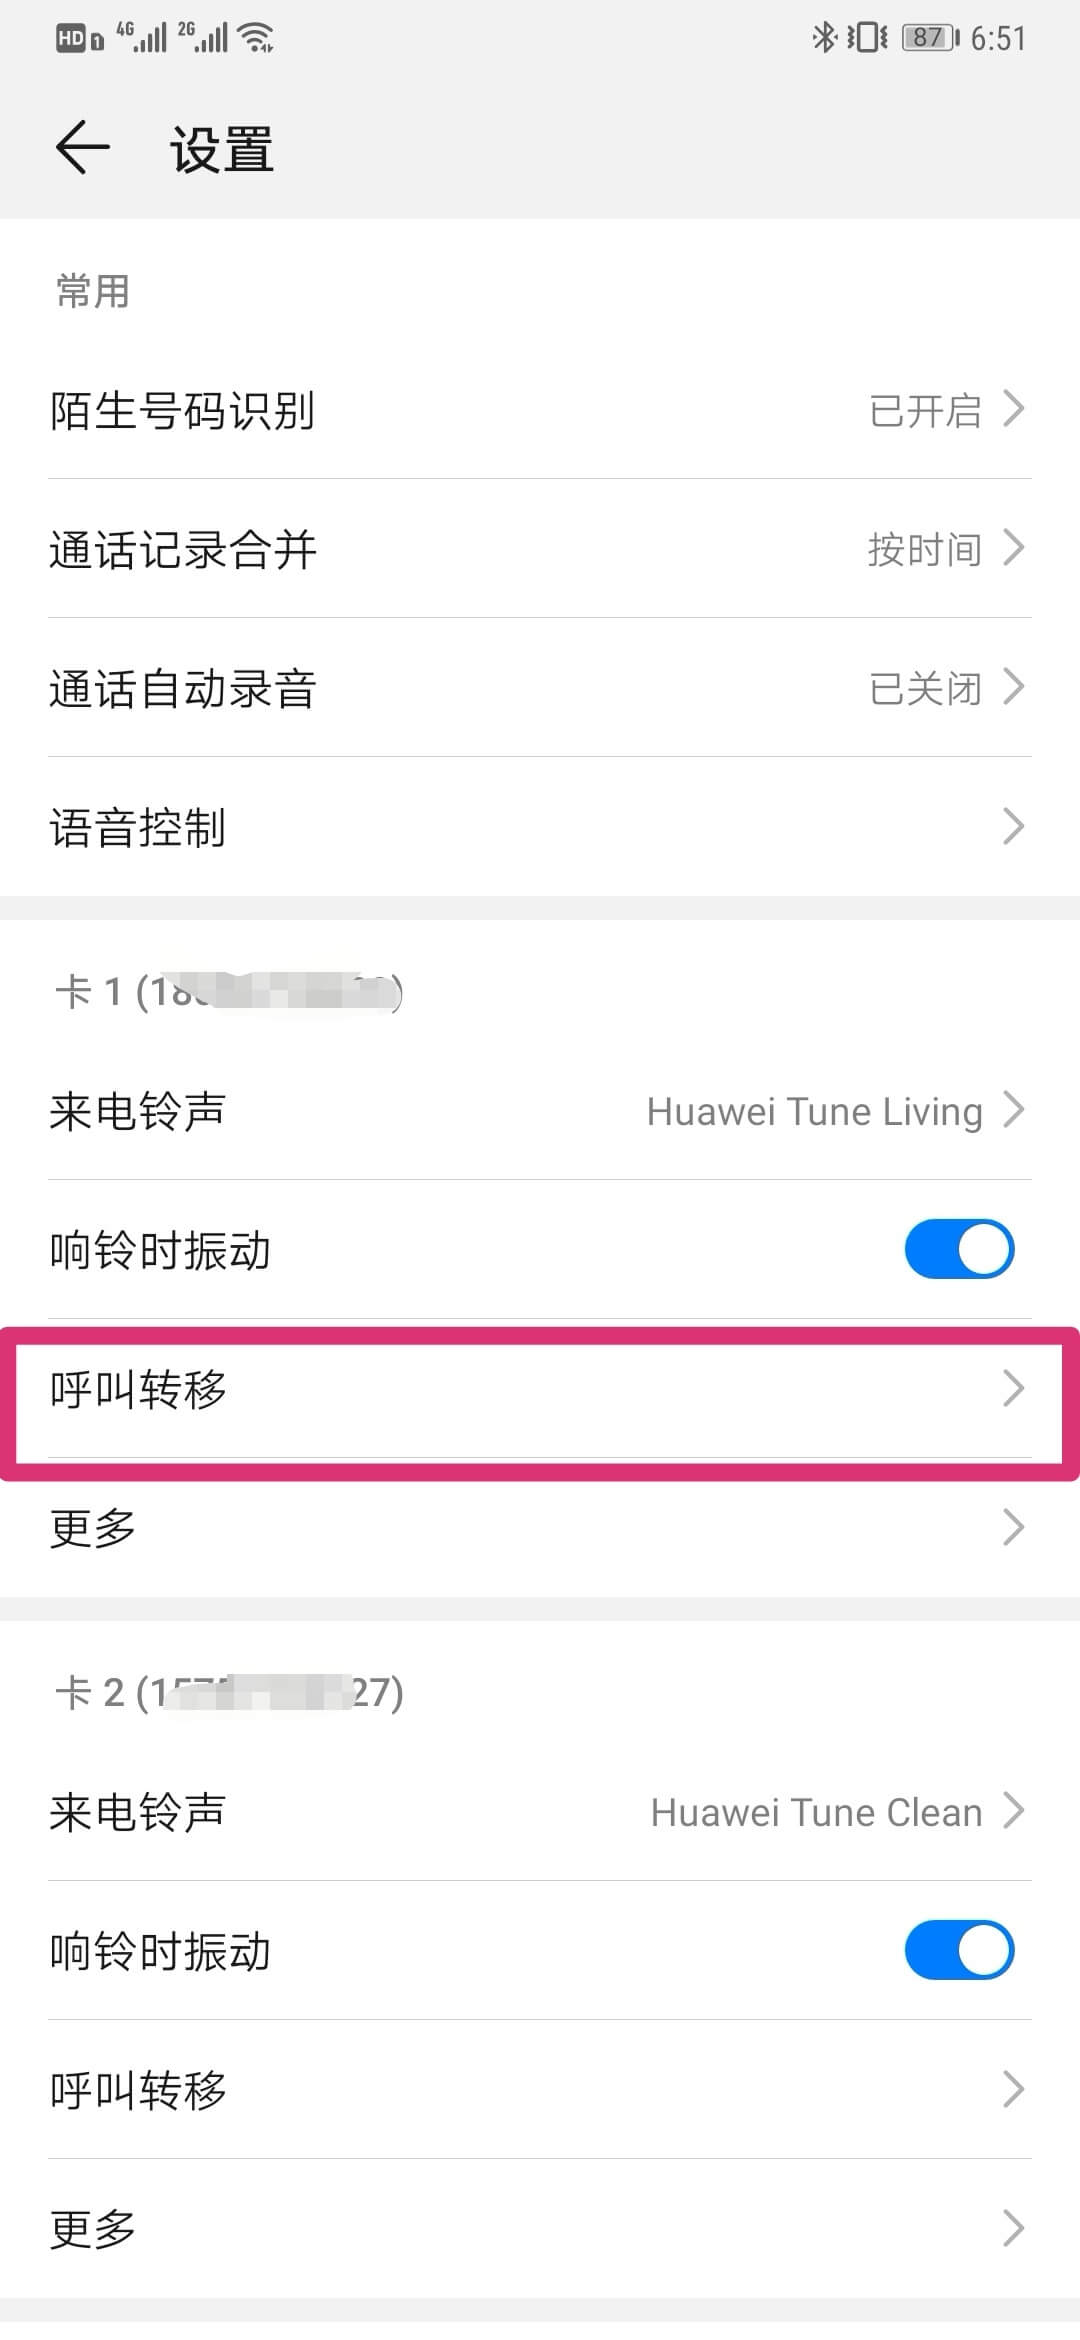 HD 1 4G 2G 87 6:51
设置
常用
陌生号码识别 已开启
通话记录合并 按时间
通话自动录音 已关闭
语音控制
卡 1 (18
来电铃声 Huawei Tune Living
响铃时振动
呼叫转移
更多
卡 2 (1 27)
来电铃声 Huawei Tune Clean
响铃时振动
呼叫转移
更多